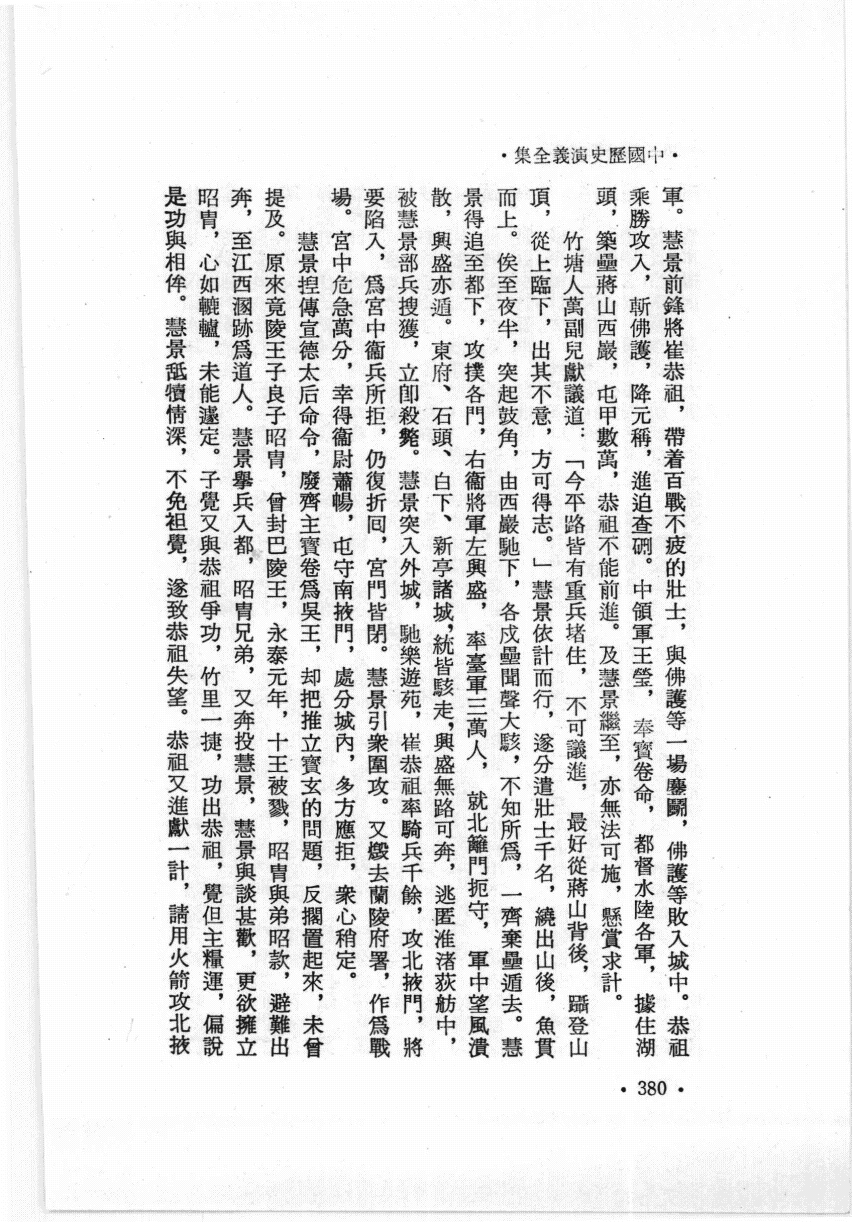 ·中國歷史演義全集·
軍。慧景前鋒將崔恭祖，帶着百戰不疲的壯士，與佛護等一場鏖鬭，佛護等敗入城中。恭祖
乘勝攻入，斬佛護，降元稱，進迫查硎。中領軍王瑩，奉寶卷命，都督水陸各軍，據住湖
頭，築壘蔣山西巖，屯甲數萬，恭祖不能前進。及慧景繼至，亦無法可施，懸賞求計。
竹塘人萬副兒獻議道：「今平路皆有重兵堵住，不可議進，最好從蔣山背後，躡登山
頂，從上臨下，出其不意，方可得志。」慧景依計而行，遂分遣壯士千名，繞出山後，魚貫
而上。俟至夜半，突起鼓角，由西巖馳下，各戍壘聞聲大駭，不知所爲，一齊棄壘遁去。慧
景得追至都下，攻撲各門，右衞將軍左興盛，率臺軍三萬人，就北籬門扼守，軍中望風潰
散，興盛亦遁。東府、石頭、白下、新亭諸城，統皆駭走，興盛無路可奔，逃匿淮渚荻舫中，
被慧景部兵搜獲，立卽殺斃。慧景突入外城，馳樂遊苑，崔恭祖率騎兵千餘，攻北掖門，將
要陷入，爲宮中衞兵所拒，仍復折囘，宮門皆閉。慧景引衆圍攻。又燬去蘭陵府署，作爲戰
場。宮中危急萬分，幸得衞尉蕭暢，屯守南掖門，處分城內，多方應拒，衆心稍定。
慧景揑傳宣德太后命令，廢齊主寶卷爲吳王，却把推立寶玄的問題，反擱置起來，未曾
提及。原來竟陵王子良子昭胄，曾封巴陵王，永泰元年，十王被戮，昭胄與弟昭款，避難出
奔，至江西溷跡爲道人。慧景擧兵入都，昭胄兄弟，又奔投慧景，慧景與談甚歡，更欲擁立
昭胄，心如轆轤，未能遽定。子覺又與恭祖爭功，竹里一捷，功出恭祖，覺但主糧運，偏說
是功與相侔。慧景舐犢情深，不免袒覺，遂致恭祖失望。恭祖又進獻一計，請用火箭攻北掖
·380·